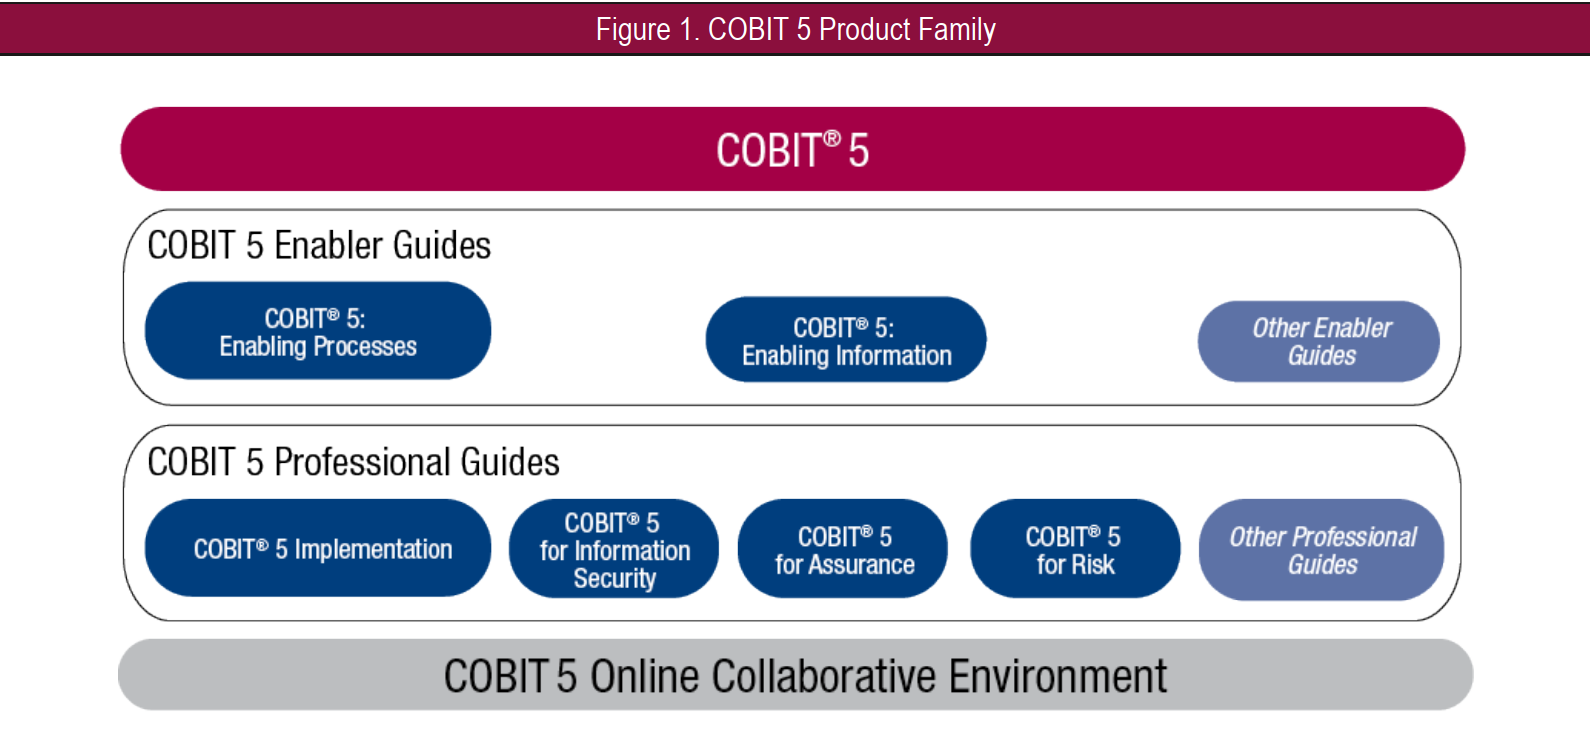 Figure 1. COBIT 5 Product Family
COBIT® 5
COBIT 5 Enabler Guides
COBIT® 5:
Enabling Processes
COBIT® 5:
Enabling Information
Other Enabler
Guides
COBIT 5 Professional Guides
COBIT® 5 Implementation
COBIT® 5
for Information
Security
COBIT® 5
for Assurance
COBIT® 5
for Risk
Other Professional
Guides
COBIT 5 Online Collaborative Environment